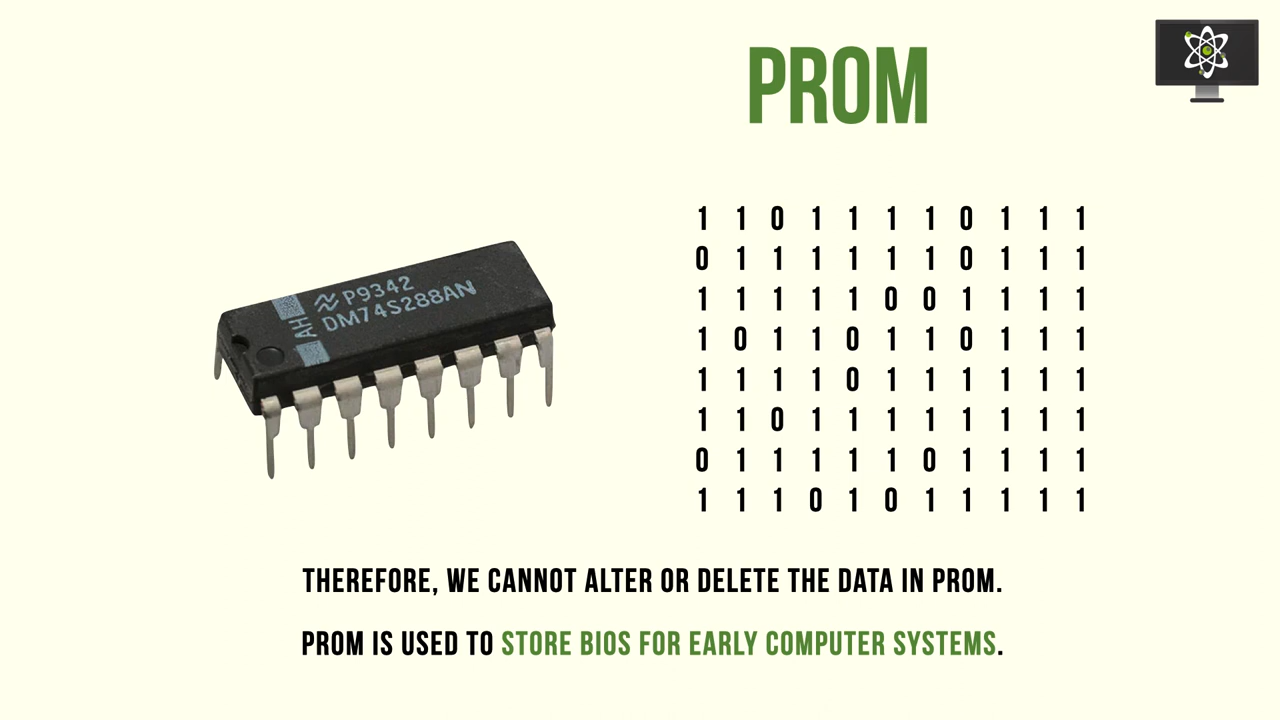 PROM
AH
P9342
DM74S288AN
1 1 0 1 1 1 1 0 1 1 1
0 1 1 1 1 1 1 0 1 1 1
1 1 1 1 1 0 0 1 1 1 1
1 0 1 1 0 1 1 0 1 1 1
1 1 1 1 0 1 1 1 1 1 1
1 1 0 1 1 1 1 1 1 1 1
0 1 1 1 1 1 0 1 1 1 1
1 1 1 0 1 0 1 1 1 1 1
THEREFORE, WE CANNOT ALTER OR DELETE THE DATA IN PROM.
PROM IS USED TO STORE BIOS FOR EARLY COMPUTER SYSTEMS.